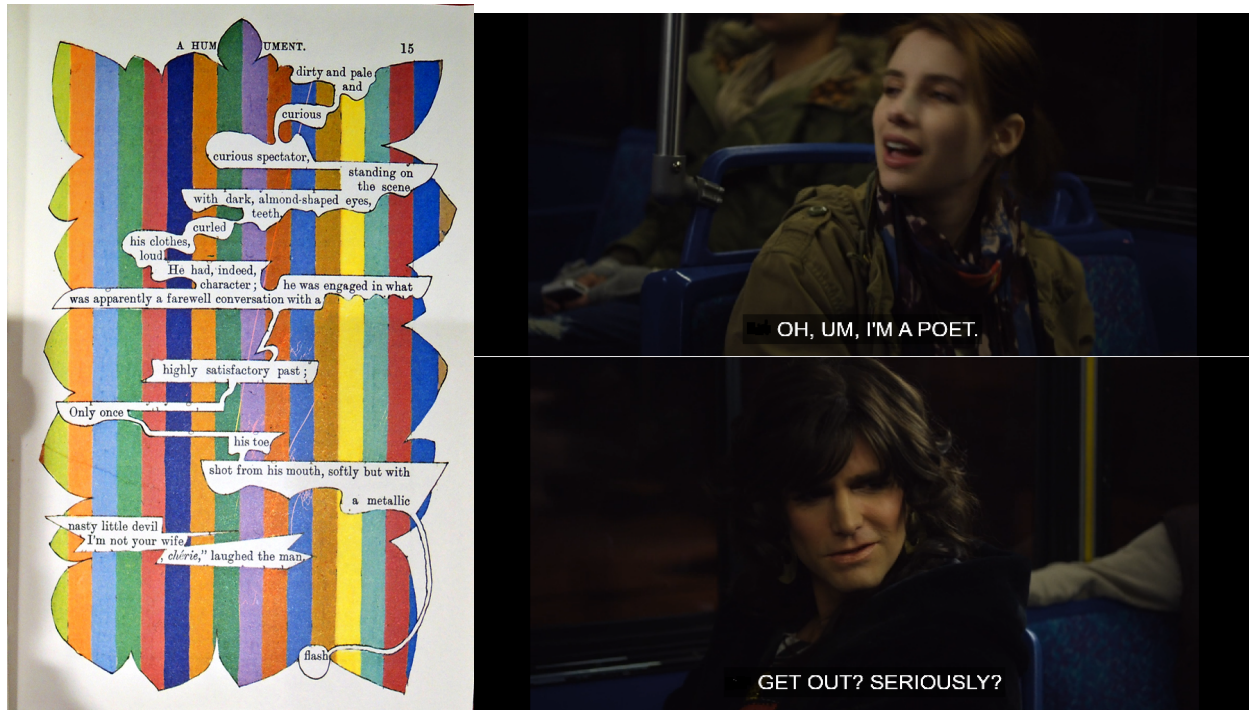 A HUM UMENT. 15
dirty and pale
and
curious
curious spectator,
standing on
the scene
with dark, almond-shaped eyes,
teeth,
curled
his clothes,
loud
He had, indeed,
character;
he was engaged in what
was apparently a farewell conversation with a
highly satisfactory past;
Only once
his toe
shot from his mouth, softly but with
a metallic
nasty little devil
I'm not your wife,
chérie," laughed the man.
flash
OH, UM, I'M A POET.
GET OUT? SERIOUSLY?